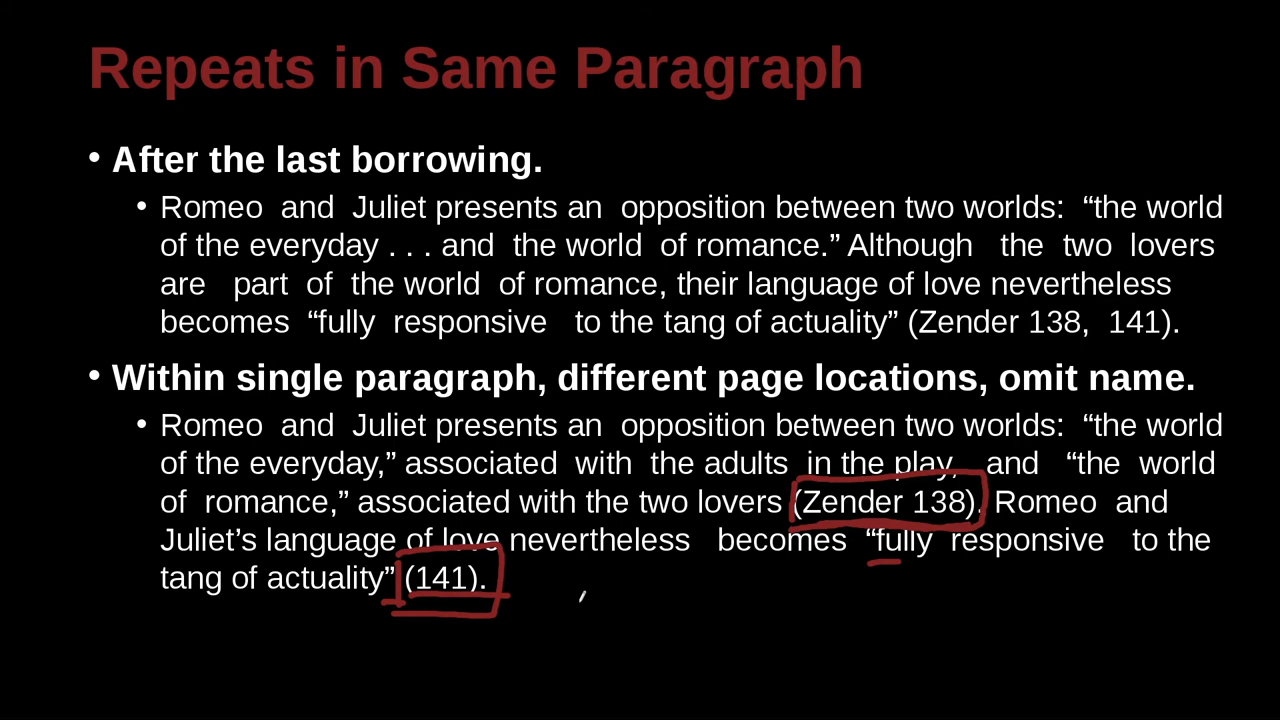 Repeats in Same Paragraph
• After the last borrowing.
• Romeo and Juliet presents an opposition between two worlds: “the world
of the everyday . . . and the world of romance.” Although the two lovers
are part of the world of romance, their language of love nevertheless
becomes “fully responsive to the tang of actuality” (Zender 138, 141).
• Within single paragraph, different page locations, omit name.
• Romeo and Juliet presents an opposition between two worlds: “the world
of the everyday,” associated with the adults in the play, and “the world
of romance,” associated with the two lovers (Zender 138). Romeo and
Juliet’s language of love nevertheless becomes “fully responsive to the
tang of actuality” (141).